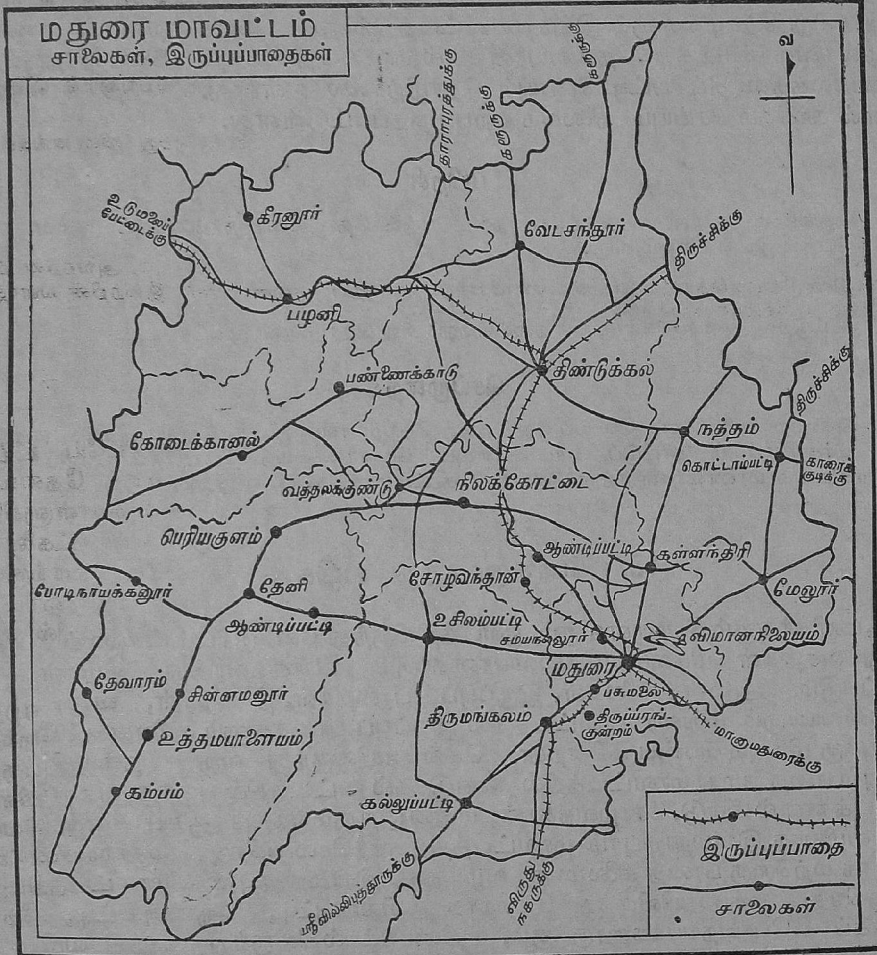 மதுரை மாவட்டம்
சாலைகள், இருப்புப்பாதைகள்
வ
தாராபுரத்துக்கு
கரூருக்கு
கரூருக்கு
உடுமலைப்
பேட்டைக்கு
கீரனூர்
வேடசந்தூர்
திருச்சிக்கு
பழனி
பண்ணைக்காடு
திண்டுக்கல்
திருச்சிக்கு
கோடைக்கானல்
நத்தம்
கொட்டாம்பட்டி
காரைக்
குடிக்கு
வத்தலக்குண்டு
நிலக்கோட்டை
பெரியகுளம்
ஆண்டிப்பட்டி
கள்ளந்திரி
போடிநாயக்கனூர்
தேனி
சோழவந்தான்
மேலூர்
ஆண்டிப்பட்டி
உசிலம்பட்டி
சமயநல்லூர்
விமானநிலையம்
மதுரை
தேவாரம்
சின்னமனூர்
பசுமலை
திருமங்கலம்
திருப்பரங்-
குன்றம்
உத்தமபாளையம்
மானாமதுரைக்கு
கம்பம்
கல்லுப்பட்டி
ஸ்ரீவில்லிபுத்தூருக்கு
விருது
நகருக்கு
இருப்புப்பாதை
சாலைகள்